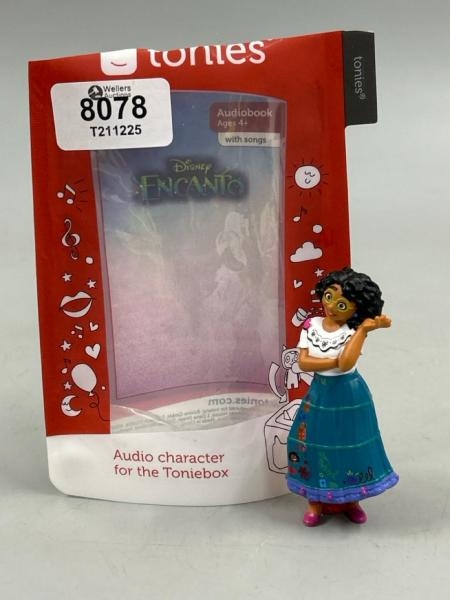 tonies®
tonies®
Wellers
Auctions
8078
T211225
Audiobook
Ages 4+
with songs
Disney
ENCANTO
tonies.com
Audio character
for the Toniebox